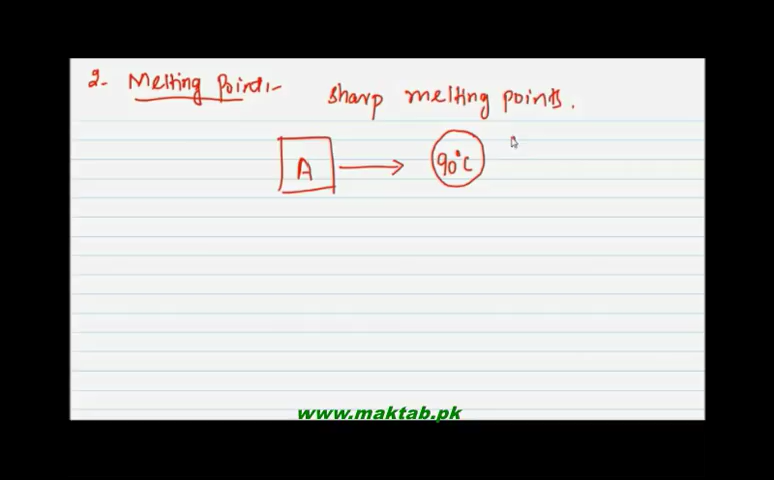 2- Melting Point:-
sharp melting points.
A
90°C
www.maktab.pk